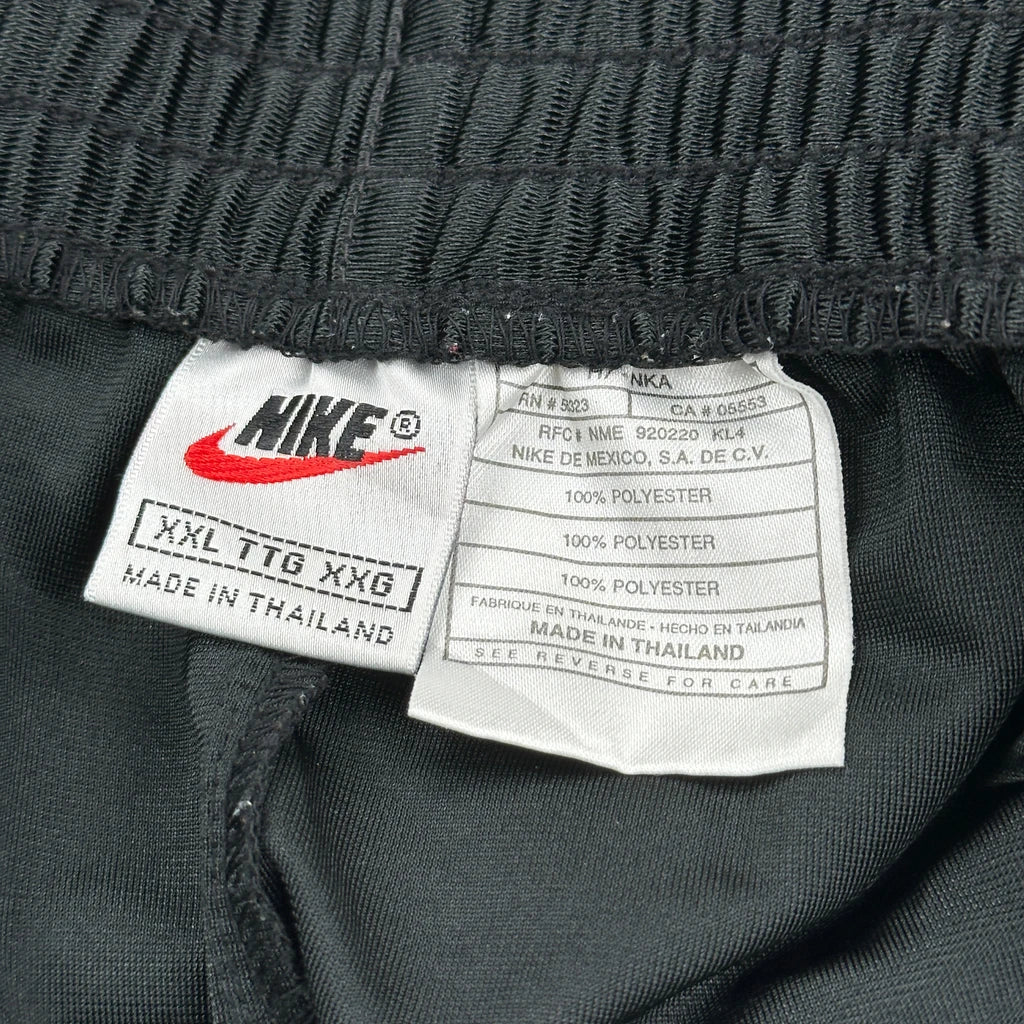 NIKE®
XXL TTG XXG
MADE IN THAILAND
NKA
RN # 5323 CA # 05553
RFC# NME 920220 KL4
NIKE DE MEXICO, S.A. DE C.V.
100% POLYESTER
100% POLYESTER
100% POLYESTER
FABRIQUE EN THAILANDE - HECHO EN TAILANDIA
MADE IN THAILAND
SEE REVERSE FOR CARE